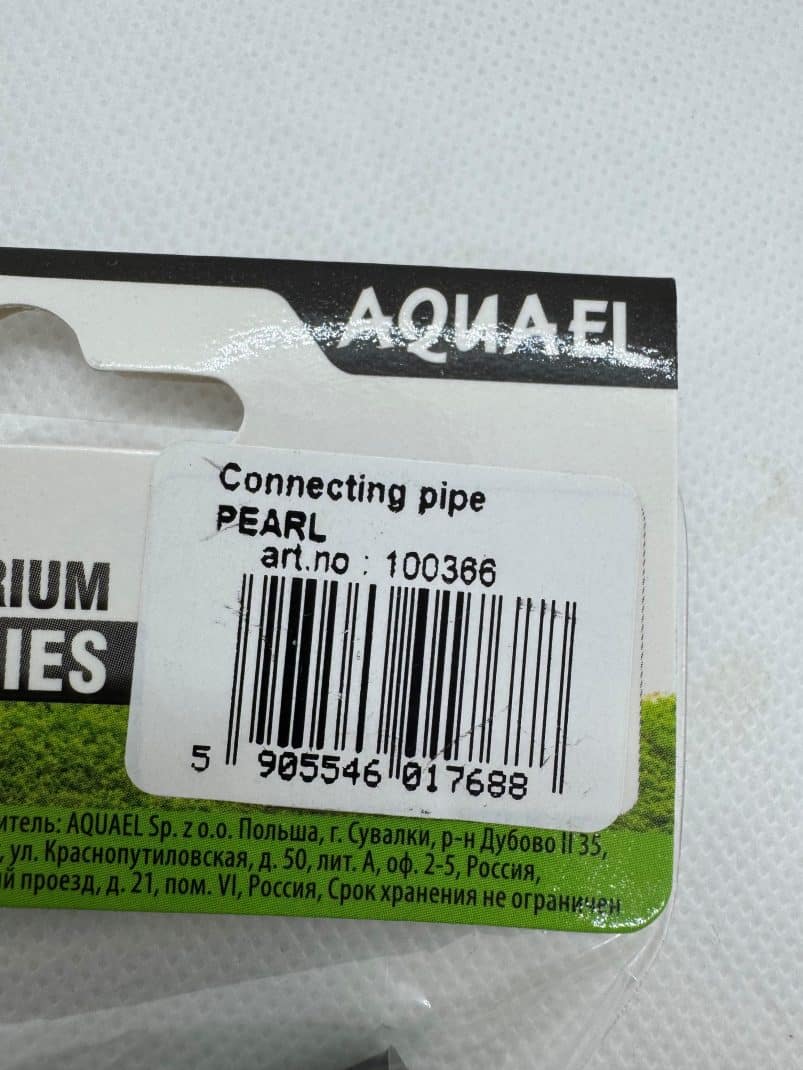 AQUAEL
Connecting pipe
PEARL
art.no : 100366
RIUM
IES
5 905546 017688
итель: AQUAEL Sp. z o.o. Польша, г. Сувалки, р-н Дубово II 35,
, ул. Краснопутиловская, д. 50, лит. А, оф. 2-5, Россия,
й проезд, д. 21, пом. VI, Россия, Срок хранения не ограничен